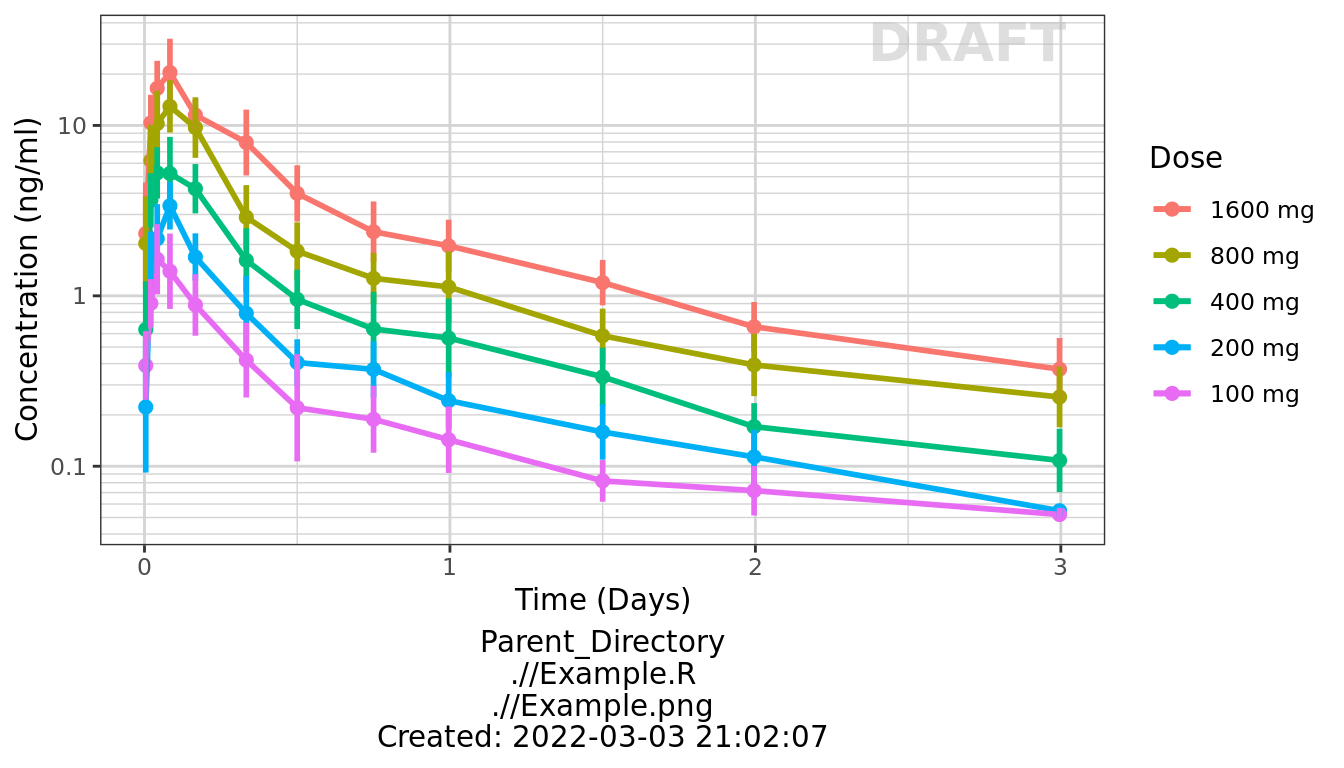 DRAFT
Concentration (ng/ml)
10
1
0.1
0 1 2 3
Time (Days)
Dose
1600 mg
800 mg
400 mg
200 mg
100 mg
Parent_Directory
.//Example.R
.//Example.png
Created: 2022-03-03 21:02:07